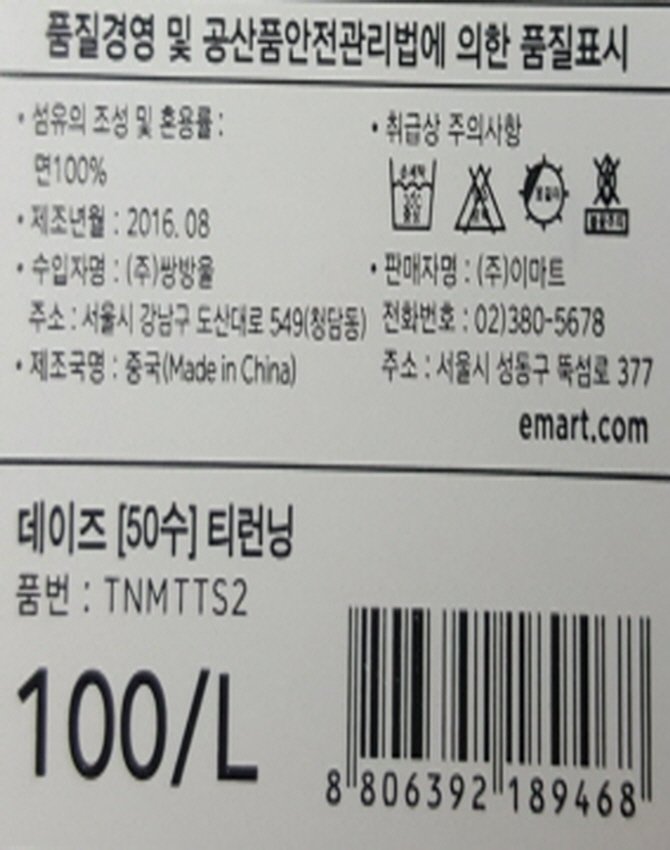 품질경영 및 공산품안전관리법에 의한 품질표시
• 섬유의 조성 및 혼용률 :
면100%
• 제조년월 : 2016. 08
• 수입자명 : (주)쌍방울
주소 : 서울시 강남구 도산대로 549(청담동)
• 제조국명 : 중국(Made in China)
• 취급상 주의사항
• 판매자명 : (주)이마트
전화번호 : 02)380-5678
주소 : 서울시 성동구 뚝섬로 377
emart.com
데이즈 [50수] 티런닝
품번 : TNMTTS2
100/L
8 806392 189468